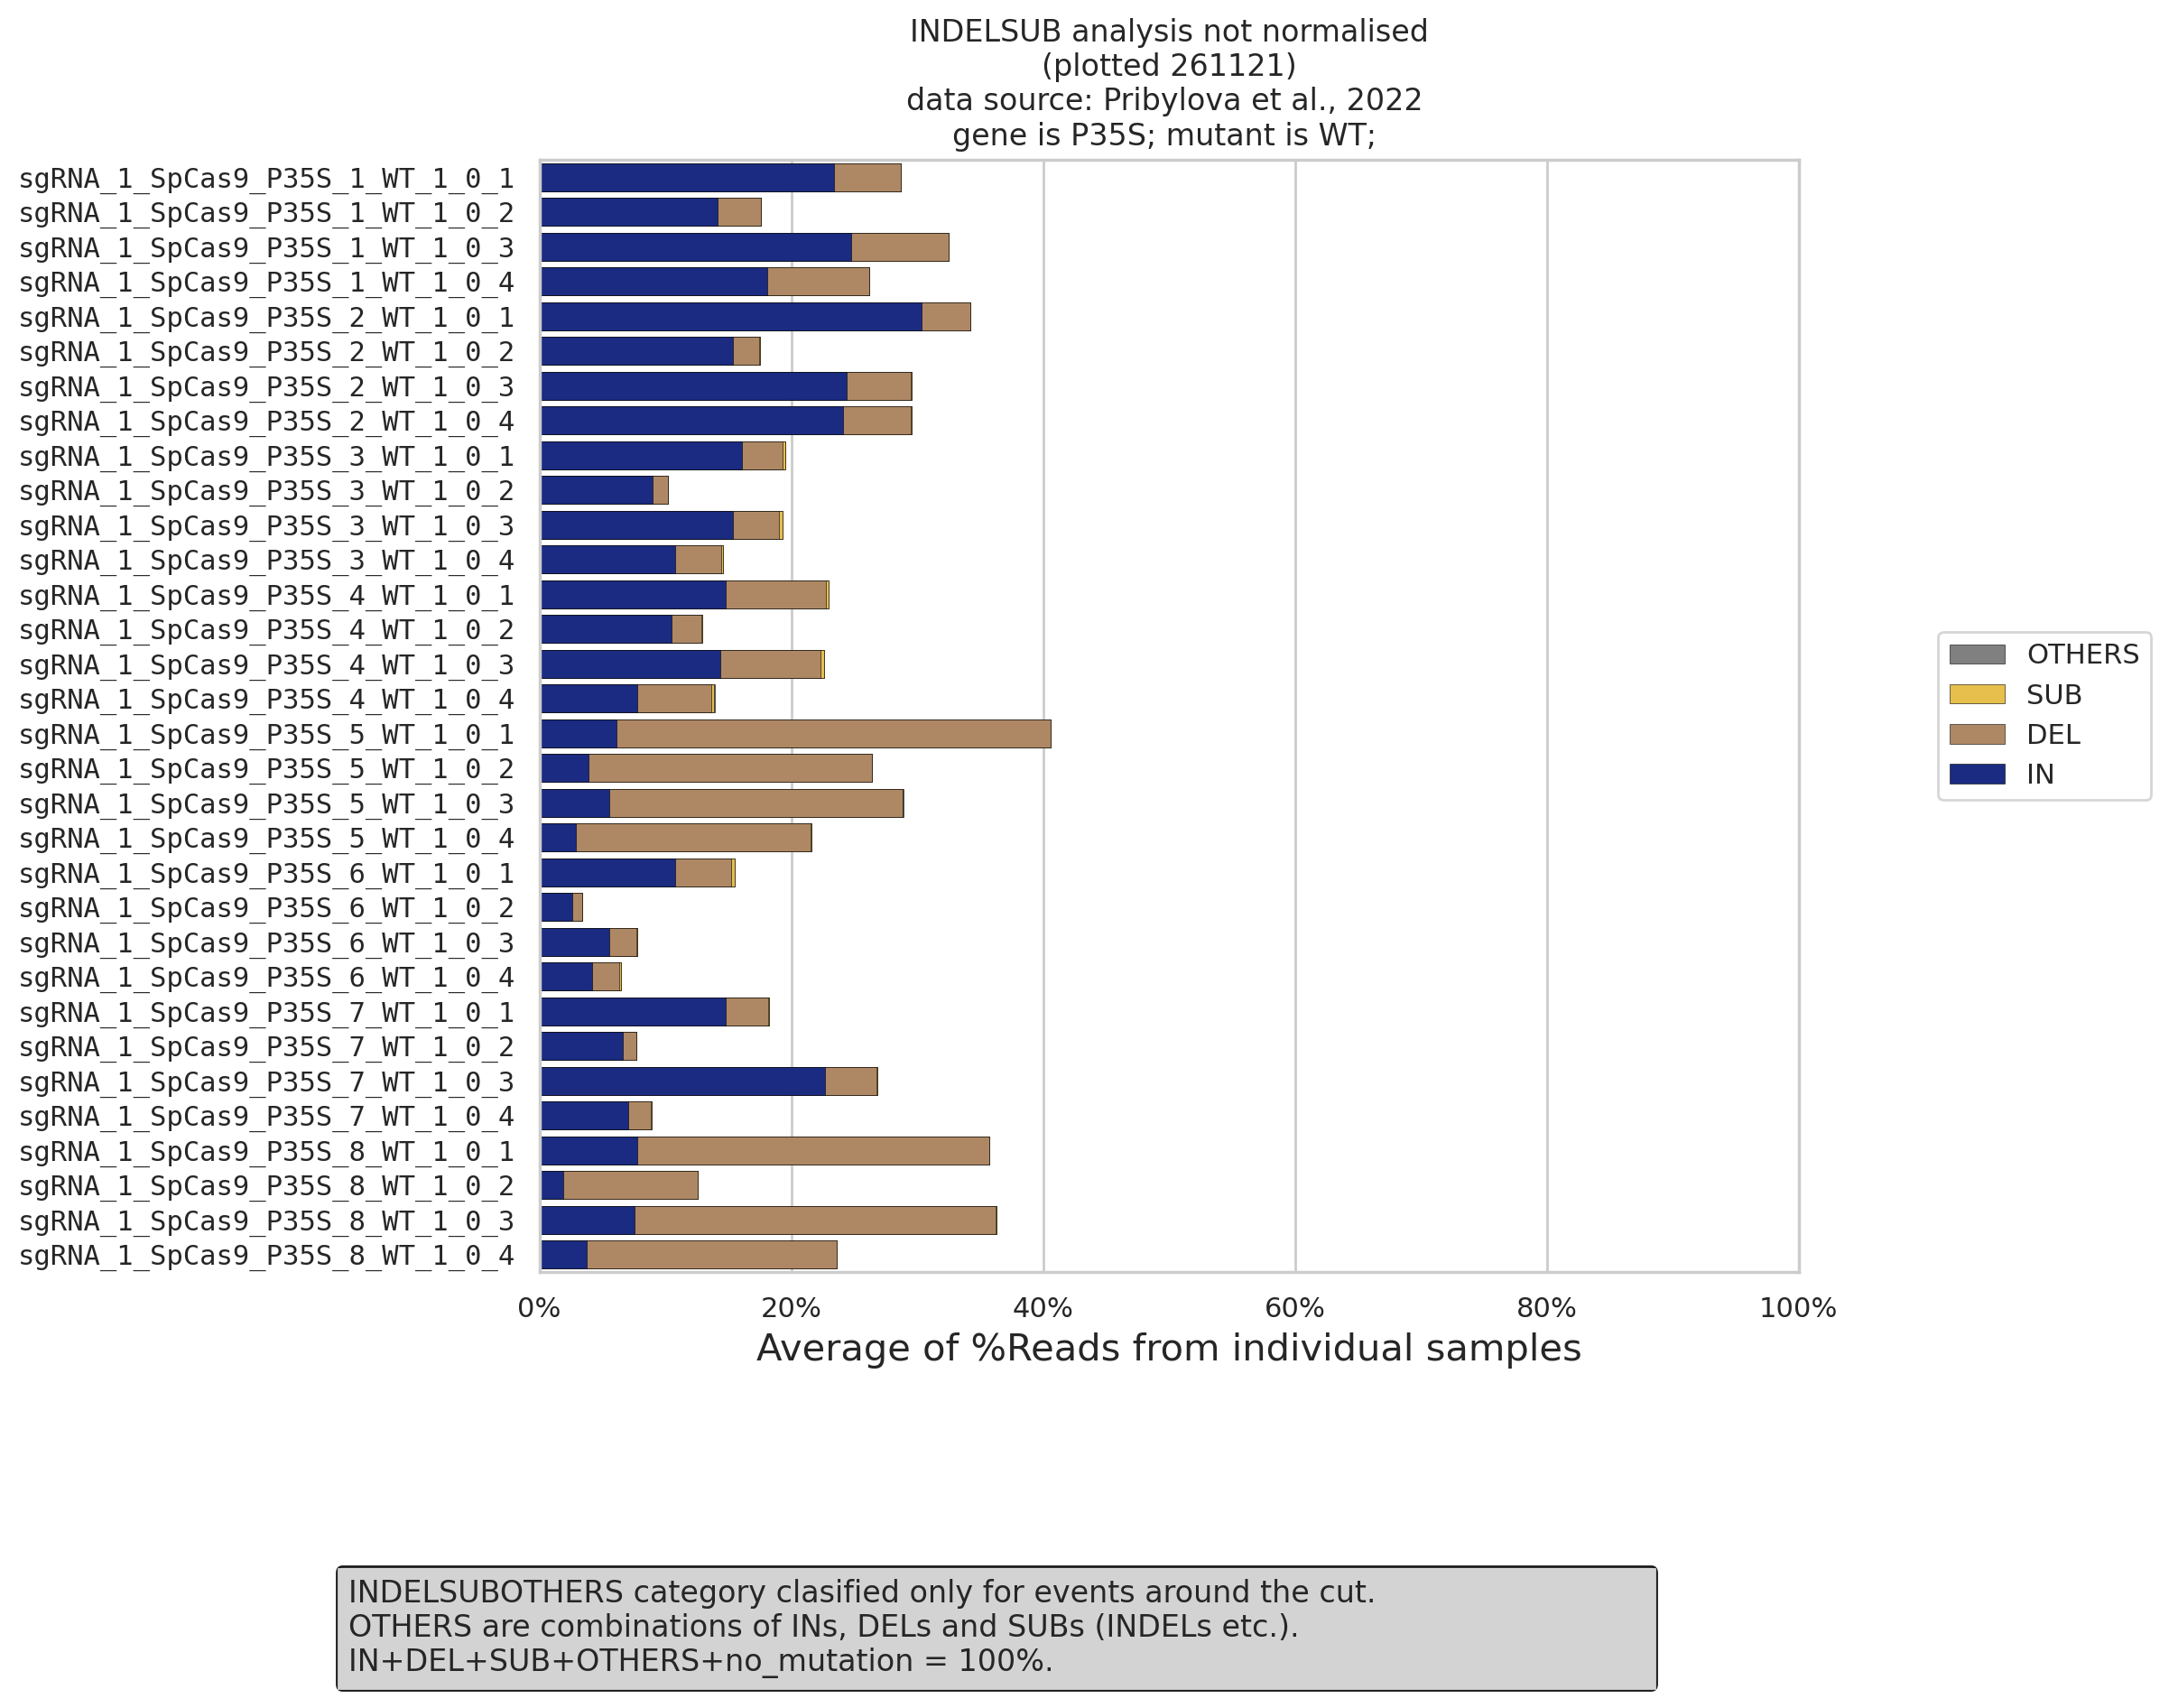 INDELSUB analysis not normalised
(plotted 261121)
data source: Pribylova et al., 2022
gene is P35S; mutant is WT;
sgRNA_1_SpCas9_P35S_1_WT_1_0_1
sgRNA_1_SpCas9_P35S_1_WT_1_0_2
sgRNA_1_SpCas9_P35S_1_WT_1_0_3
sgRNA_1_SpCas9_P35S_1_WT_1_0_4
sgRNA_1_SpCas9_P35S_2_WT_1_0_1
sgRNA_1_SpCas9_P35S_2_WT_1_0_2
sgRNA_1_SpCas9_P35S_2_WT_1_0_3
sgRNA_1_SpCas9_P35S_2_WT_1_0_4
sgRNA_1_SpCas9_P35S_3_WT_1_0_1
sgRNA_1_SpCas9_P35S_3_WT_1_0_2
sgRNA_1_SpCas9_P35S_3_WT_1_0_3
sgRNA_1_SpCas9_P35S_3_WT_1_0_4
sgRNA_1_SpCas9_P35S_4_WT_1_0_1
sgRNA_1_SpCas9_P35S_4_WT_1_0_2
sgRNA_1_SpCas9_P35S_4_WT_1_0_3
sgRNA_1_SpCas9_P35S_4_WT_1_0_4
sgRNA_1_SpCas9_P35S_5_WT_1_0_1
sgRNA_1_SpCas9_P35S_5_WT_1_0_2
sgRNA_1_SpCas9_P35S_5_WT_1_0_3
sgRNA_1_SpCas9_P35S_5_WT_1_0_4
sgRNA_1_SpCas9_P35S_6_WT_1_0_1
sgRNA_1_SpCas9_P35S_6_WT_1_0_2
sgRNA_1_SpCas9_P35S_6_WT_1_0_3
sgRNA_1_SpCas9_P35S_6_WT_1_0_4
sgRNA_1_SpCas9_P35S_7_WT_1_0_1
sgRNA_1_SpCas9_P35S_7_WT_1_0_2
sgRNA_1_SpCas9_P35S_7_WT_1_0_3
sgRNA_1_SpCas9_P35S_7_WT_1_0_4
sgRNA_1_SpCas9_P35S_8_WT_1_0_1
sgRNA_1_SpCas9_P35S_8_WT_1_0_2
sgRNA_1_SpCas9_P35S_8_WT_1_0_3
sgRNA_1_SpCas9_P35S_8_WT_1_0_4
0% 20% 40% 60% 80% 100%
Average of %Reads from individual samples
OTHERS
SUB
DEL
IN
INDELSUBOTHERS category clasified only for events around the cut.
OTHERS are combinations of INs, DELs and SUBs (INDELs etc.).
IN+DEL+SUB+OTHERS+no_mutation = 100%.